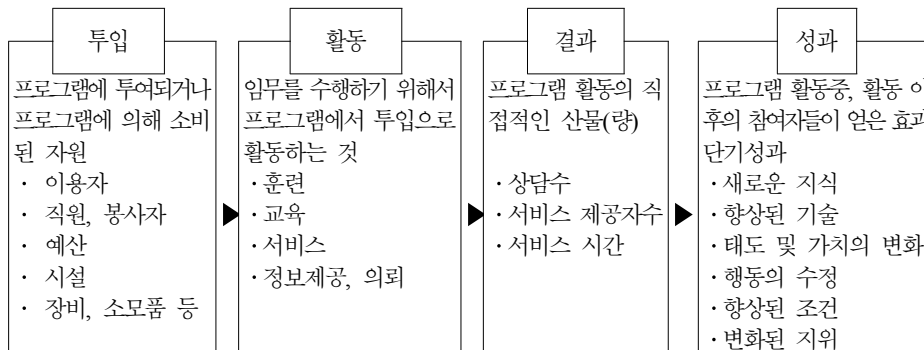 투입
프로그램에 투여되거나
프로그램에 의해 소비
된 자원
· 이용자
· 직원, 봉사자
· 예산
· 시설
· 장비, 소모품 등
활동
임무를 수행하기 위해서
프로그램에서 투입으로
활동하는 것
· 훈련
· 교육
· 서비스
· 정보제공, 의뢰
결과
프로그램 활동의 직
접적인 산물(량)
· 상담수
· 서비스 제공자수
· 서비스 시간
성과
프로그램 활동중, 활동 이
후의 참여자들이 얻은 효과
단기성과
· 새로운 지식
· 향상된 기술
· 태도 및 가치의 변화
· 행동의 수정
· 향상된 조건
· 변화된 지위